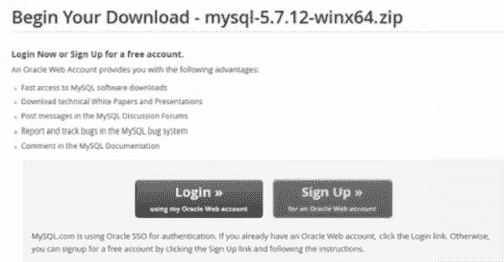 Begin Your Download - mysql-5.7.12-winx64.zip
Login Now or Sign Up for a free account.
An Oracle Web Account provides you with the following advantages:
Fast access to MySQL software downloads
Download technical White Papers and Presentations
Post messages in the MySQL Discussion Forums
Report and track bugs in the MySQL bug system
Comment in the MySQL Documentation
Login »
using my Oracle Web account
Sign Up »
for an Oracle Web account
MySQL.com is using Oracle SSO for authentication. If you already have an Oracle Web account, click the Login link. Otherwise,
you can signup for a free account by clicking the Sign Up link and following the instructions.